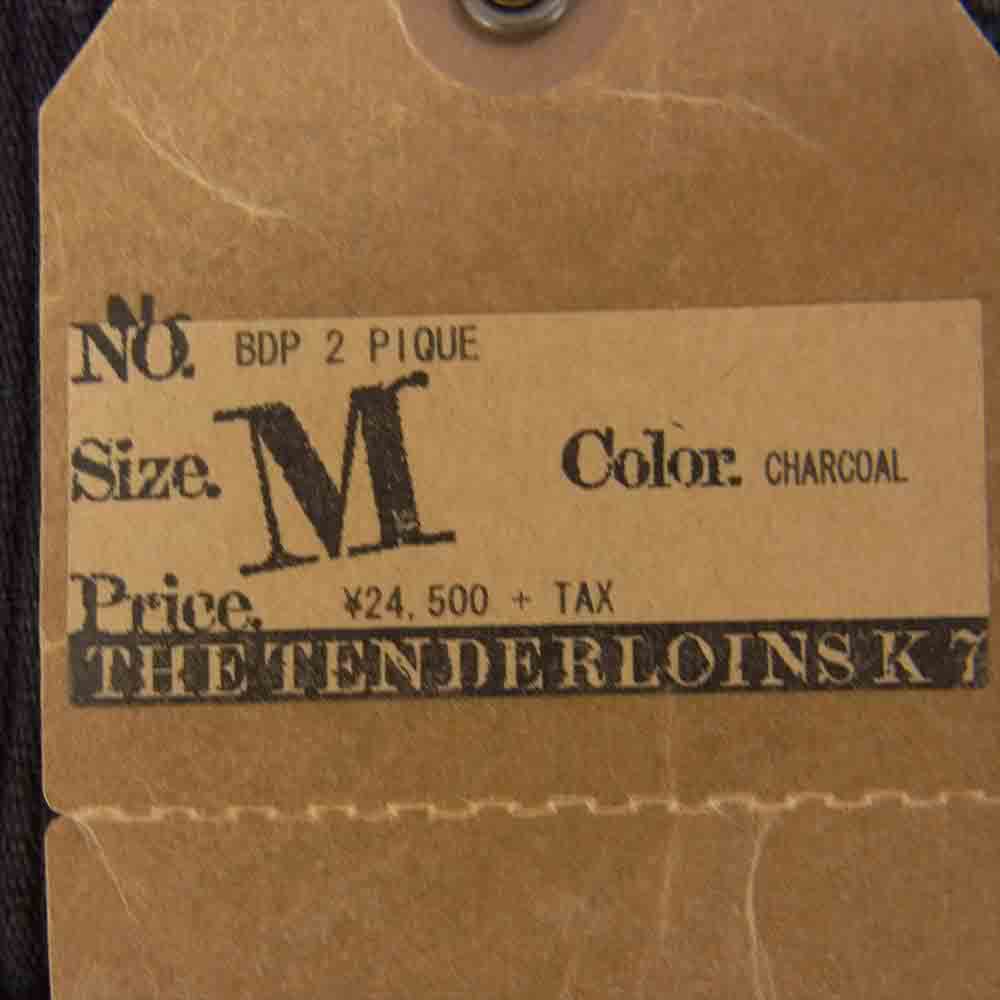 NO. BDP 2 PIQUE
Size. M Color. CHARCOAL
Price. ¥24,500 + TAX
THE TENDERLOINS K 7